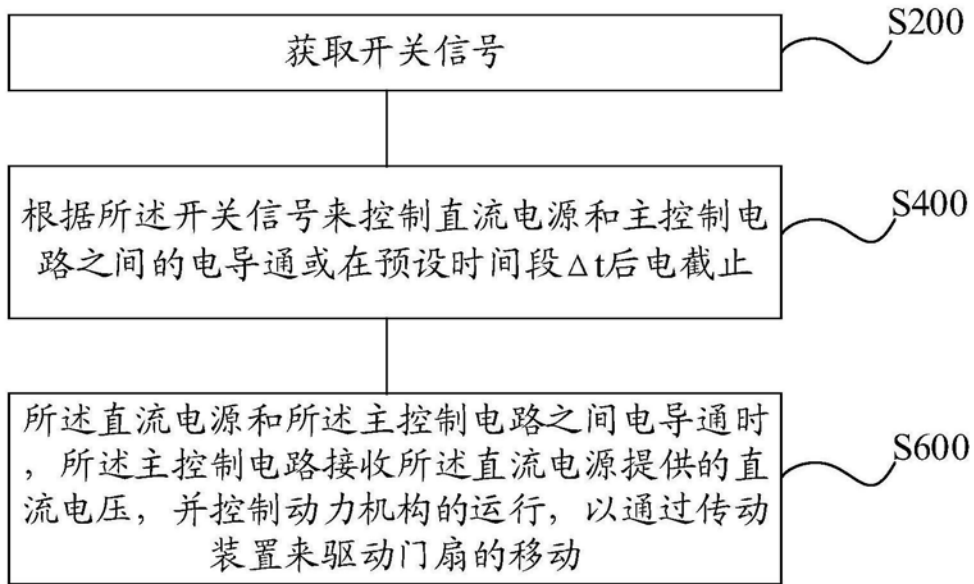 获取开关信号
S200
根据所述开关信号来控制直流电源和主控制电
路之间的电导通或在预设时间段Δt后电截止
S400
所述直流电源和所述主控制电路之间电导通时
，所述主控制电路接收所述直流电源提供的直
流电压，并控制动力机构的运行，以通过传动
装置来驱动门扇的移动
S600